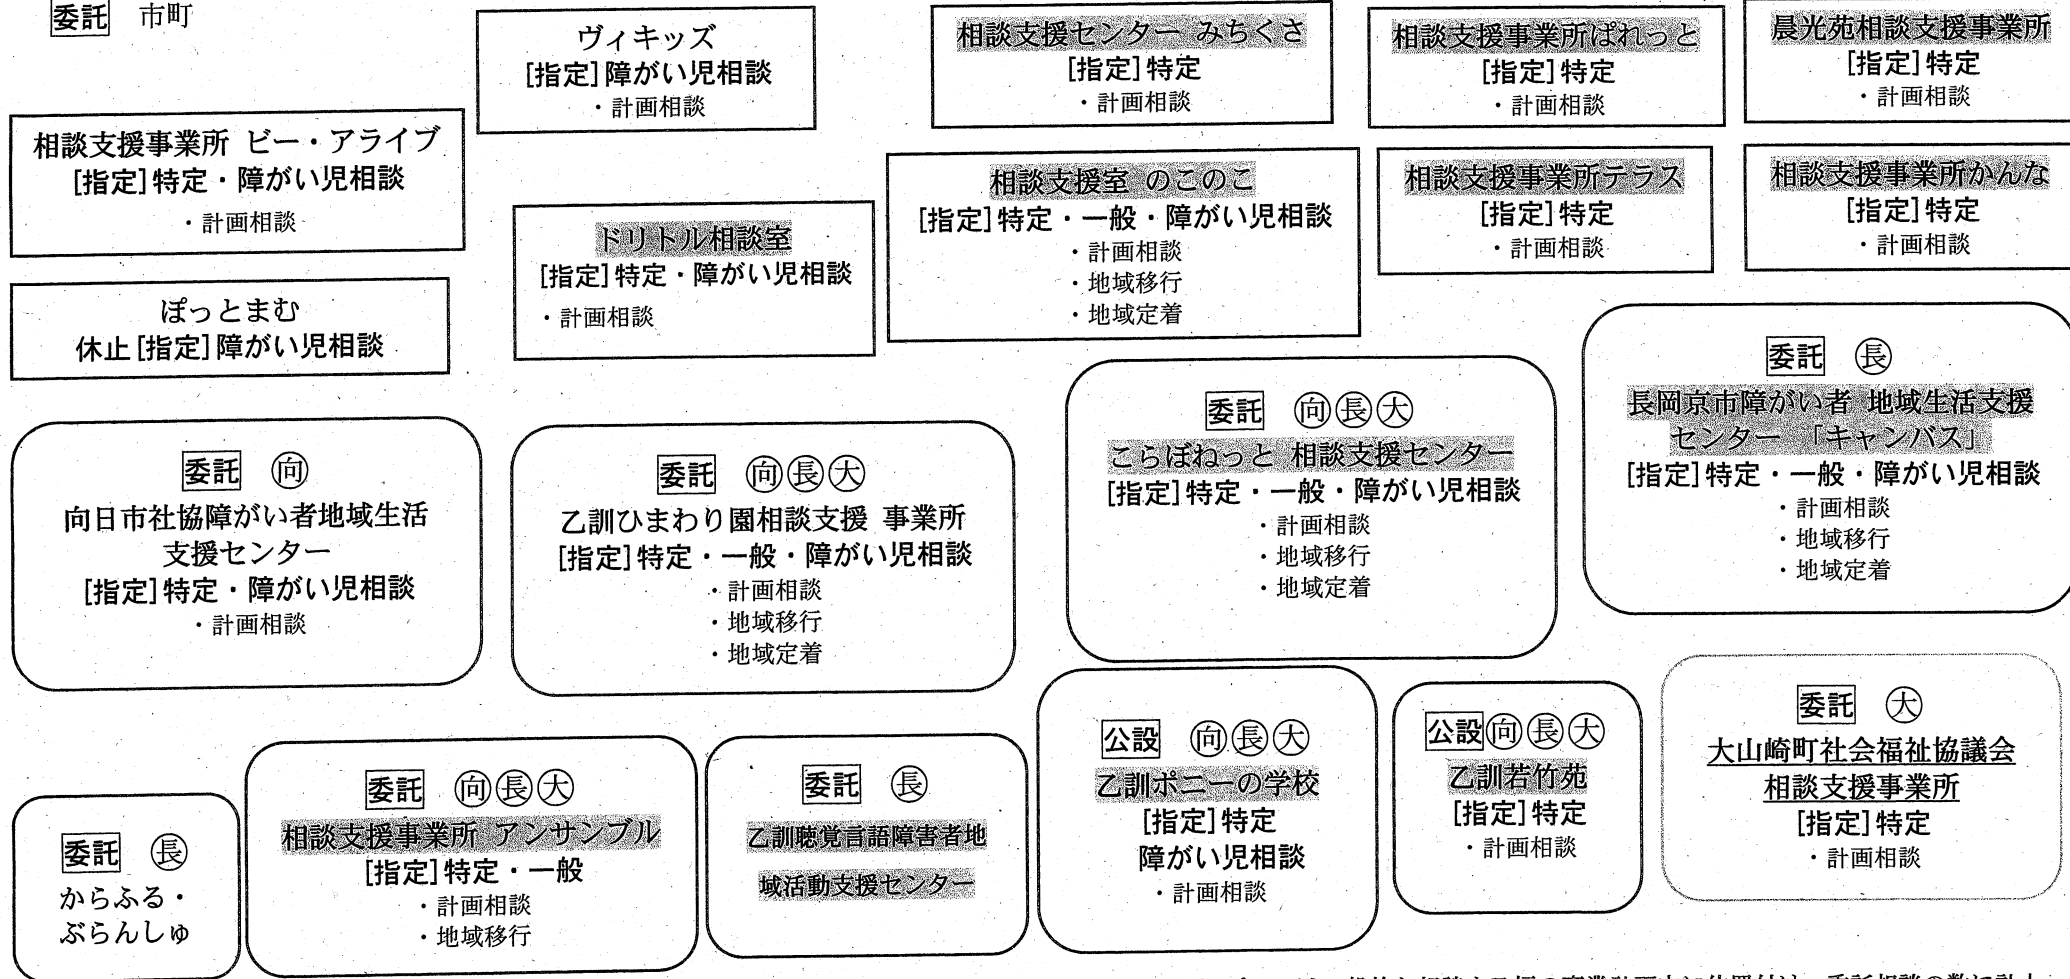 委託 市町
ヴィキッズ
[指定]障がい児相談
・計画相談
相談支援センター みちくさ
[指定]特定
・計画相談
相談支援事業所ぱれっと
[指定]特定
・計画相談
晨光苑相談支援事業所
[指定]特定
・計画相談
相談支援事業所 ビー・アライブ
[指定]特定・障がい児相談
・計画相談
ドリトル相談室
[指定]特定・障がい児相談
・計画相談
相談支援室 のこのこ
[指定]特定・一般・障がい児相談
・計画相談
・地域移行
・地域定着
相談支援事業所テラス
[指定]特定
・計画相談
相談支援事業所かんな
[指定]特定
・計画相談
ぽっとまむ
休止[指定]障がい児相談
委託 向
向日市社協障がい者地域生活
支援センター
[指定]特定・障がい児相談
・計画相談
委託 向長大
乙訓ひまわり園相談支援 事業所
[指定]特定・一般・障がい児相談
・計画相談
・地域移行
・地域定着
委託 向長大
こらぼねっと 相談支援センター
[指定]特定・一般・障がい児相談
・計画相談
・地域移行
・地域定着
委託 長
長岡京市障がい者 地域生活支援
センター 「キャンバス」
[指定]特定・一般・障がい児相談
・計画相談
・地域移行
・地域定着
委託 長
からふる・
ぶらんしゅ
委託 向長大
相談支援事業所 アンサンブル
[指定]特定・一般
・計画相談
・地域移行
委託 長
乙訓聴覚言語障害者地
域活動支援センター
公設 向長大
乙訓ポニーの学校
[指定]特定
障がい児相談
・計画相談
公設向長大
乙訓若竹苑
[指定]特定
・計画相談
委託 大
大山崎町社会福祉協議会
相談支援事業所
[指定]特定
・計画相談